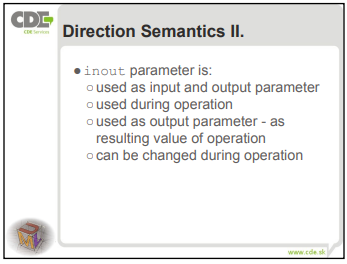 CDE
CDE Services
Direction Semantics II.
● inout parameter is:
○ used as input and output parameter
○ used during operation
○ used as output parameter - as
resulting value of operation
○ can be changed during operation
www.cde.sk